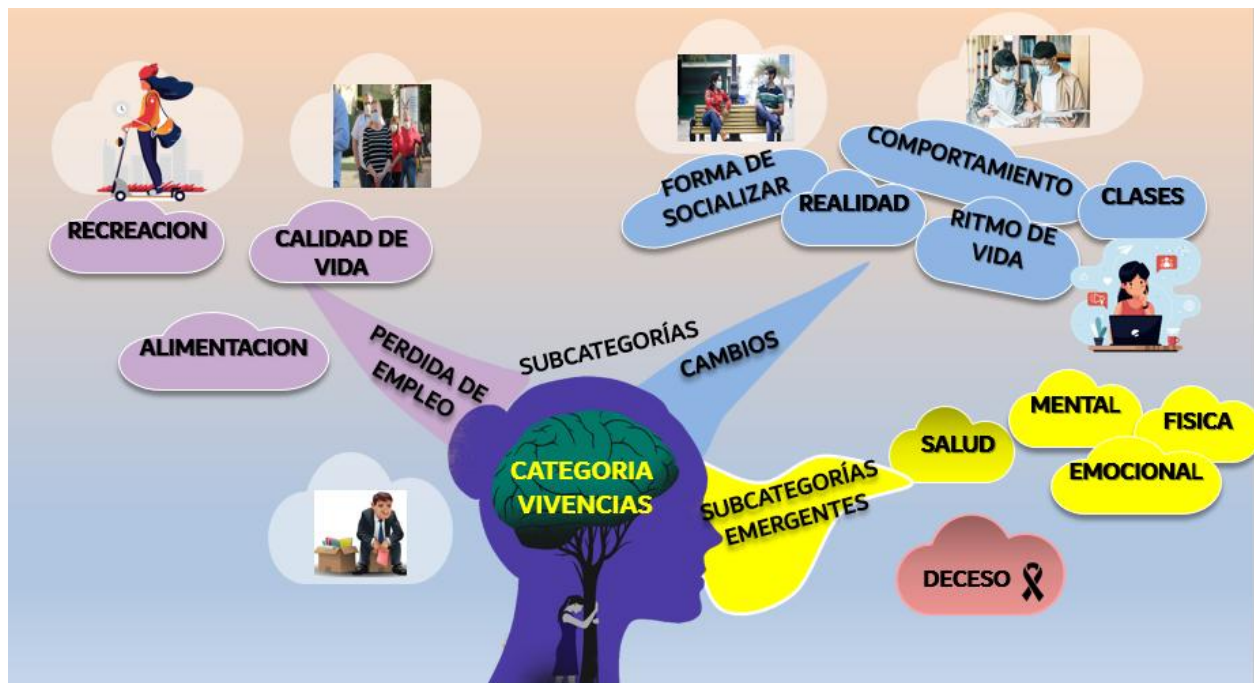 RECREACION
CALIDAD DE
VIDA
ALIMENTACION
PERDIDA DE
EMPLEO
SUBCATEGORÍAS
CAMBIOS
FORMA DE
SOCIALIZAR
REALIDAD
COMPORTAMIENTO
RITMO DE
VIDA
CLASES
CATEGORIA
VIVENCIAS
SUBCATEGORÍAS
EMERGENTES
SALUD
MENTAL
FISICA
EMOCIONAL
DECESO